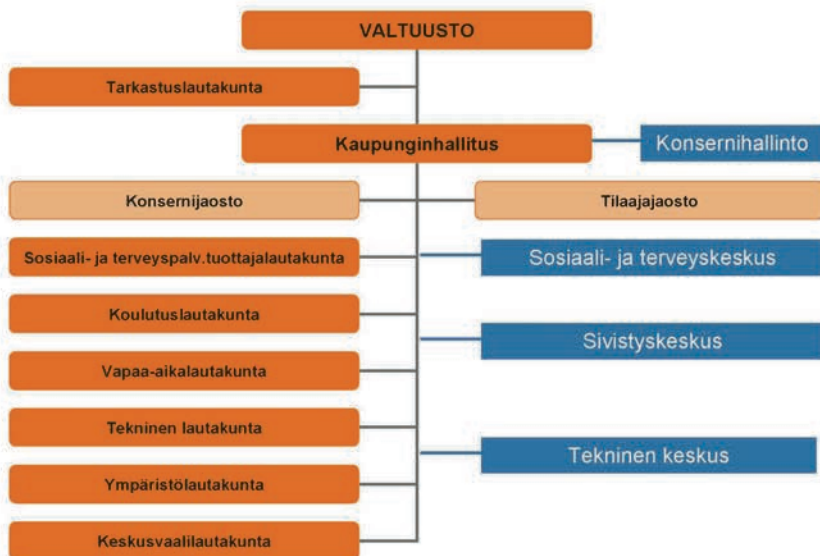 VALTUUSTO
Tarkastuslautakunta
Kaupunginhallitus
Konsernihallinto
Konsernijaosto
Tilaajajaosto
Sosiaali- ja terveyspalv.tuottajalautakunta
Sosiaali- ja terveyskeskus
Koulutuslautakunta
Sivistyskeskus
Vapaa-aikalautakunta
Tekninen lautakunta
Tekninen keskus
Ympäristölautakunta
Keskusvaalilautakunta